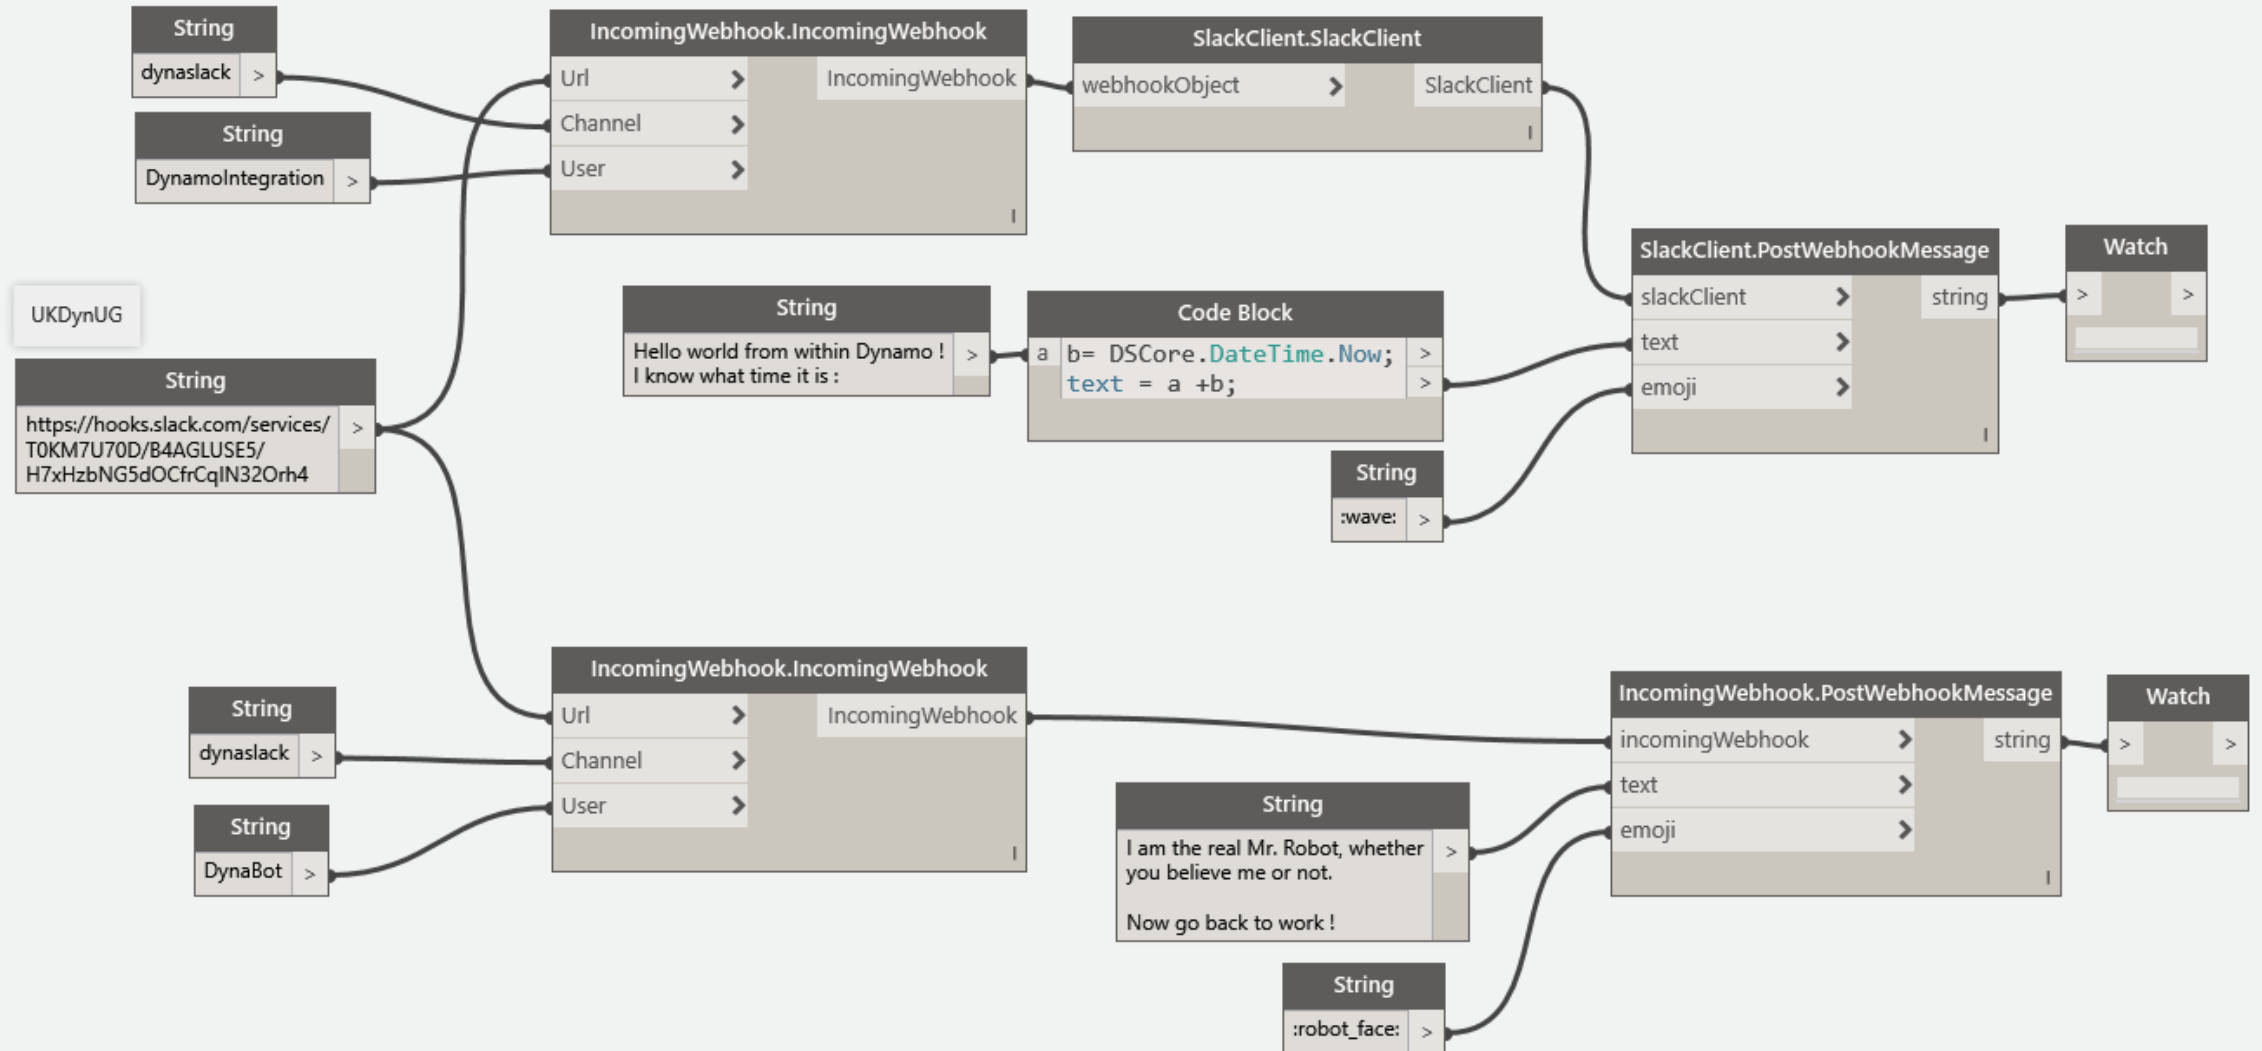 String
dynaslack >
String
DynamoIntegration >
IncomingWebhook.IncomingWebhook
Url > IncomingWebhook
Channel >
User >
SlackClient.SlackClient
webhookObject > SlackClient
UKDynUG
String
https://hooks.slack.com/services/ >
T0KM7U70D/B4AGLUSE5/
H7xHzbNG5dOCfrCqIN32Orh4
String
Hello world from within Dynamo ! >
I know what time it is :
Code Block
a b= DSCore.DateTime.Now; >
text = a +b; >
String
:wave: >
SlackClient.PostWebhookMessage
slackClient > string
text >
emoji >
Watch
> >
String
dynaslack >
String
DynaBot >
IncomingWebhook.IncomingWebhook
Url > IncomingWebhook
Channel >
User >
String
I am the real Mr. Robot, whether >
you believe me or not.
Now go back to work !
String
:robot_face: >
IncomingWebhook.PostWebhookMessage
incomingWebhook > string
text >
emoji >
Watch
> >